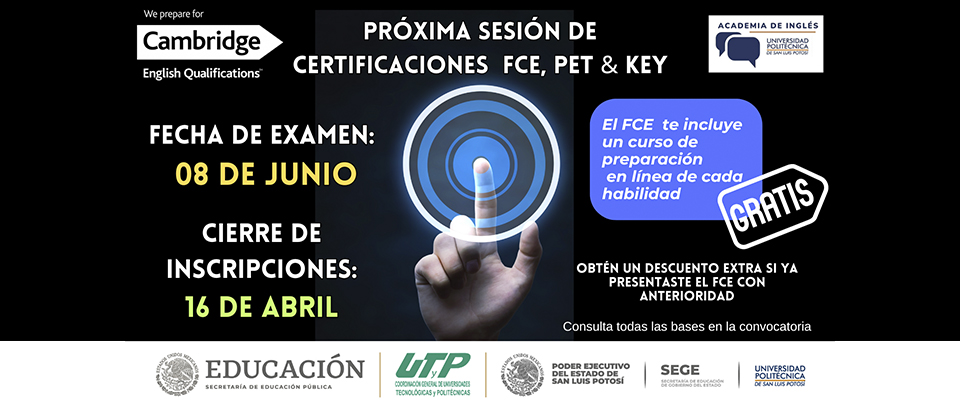 We prepare for
Cambridge
English Qualifications™
PRÓXIMA SESIÓN DE
CERTIFICACIONES FCE, PET & KEY
ACADEMIA DE INGLÉS
UNIVERSIDAD
POLITÉCNICA
DE SAN LUIS POTOSÍ
FECHA DE EXAMEN:
08 DE JUNIO
CIERRE DE
INSCRIPCIONES:
16 DE ABRIL
El FCE te incluye
un curso de
preparación
en línea de cada
habilidad
GRATIS
OBTÉN UN DESCUENTO EXTRA SI YA
PRESENTASTE EL FCE CON
ANTERIORIDAD
Consulta todas las bases en la convocatoria
EDUCACIÓN
SECRETARÍA DE EDUCACIÓN PÚBLICA
UTyP
COORDINACIÓN GENERAL DE UNIVERSIDADES
TECNOLÓGICAS y POLITÉCNICAS
PODER EJECUTIVO
DEL ESTADO DE
SAN LUIS POTOSÍ
SEGE
SECRETARÍA DE EDUCACIÓN
DE GOBIERNO DEL ESTADO
UNIVERSIDAD
POLITÉCNICA
DE SAN LUIS POTOSÍ